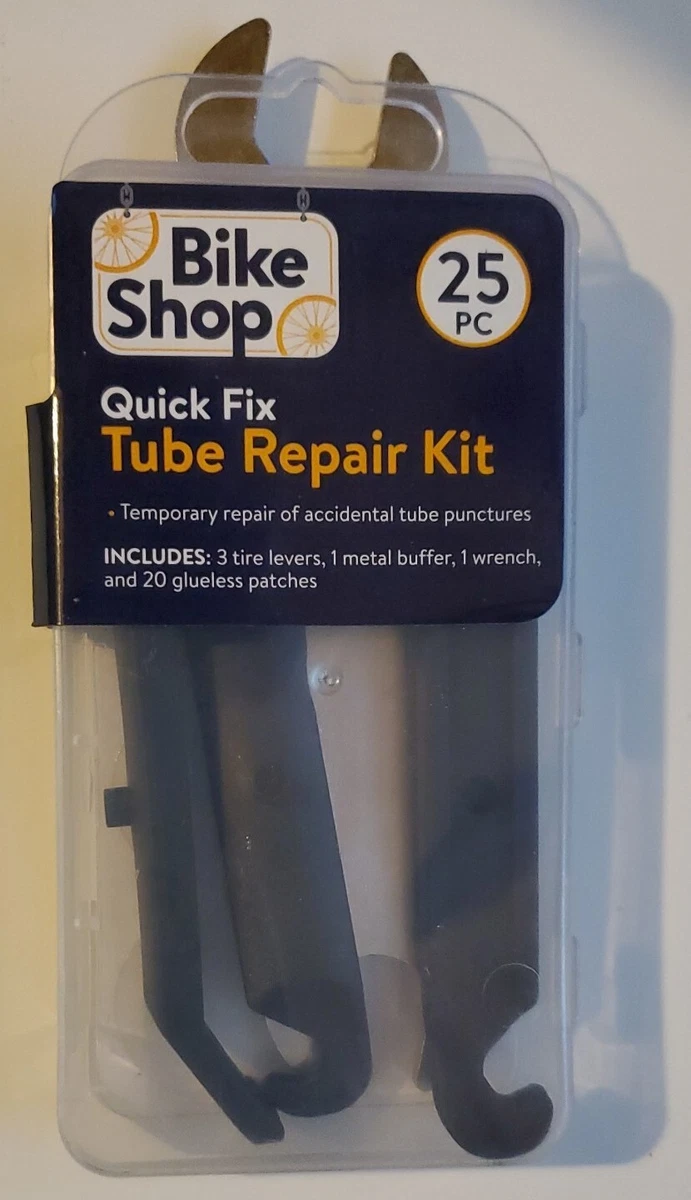 Bike
Shop
25
PC
Quick Fix
Tube Repair Kit
• Temporary repair of accidental tube punctures
INCLUDES: 3 tire levers, 1 metal buffer, 1 wrench,
and 20 glueless patches